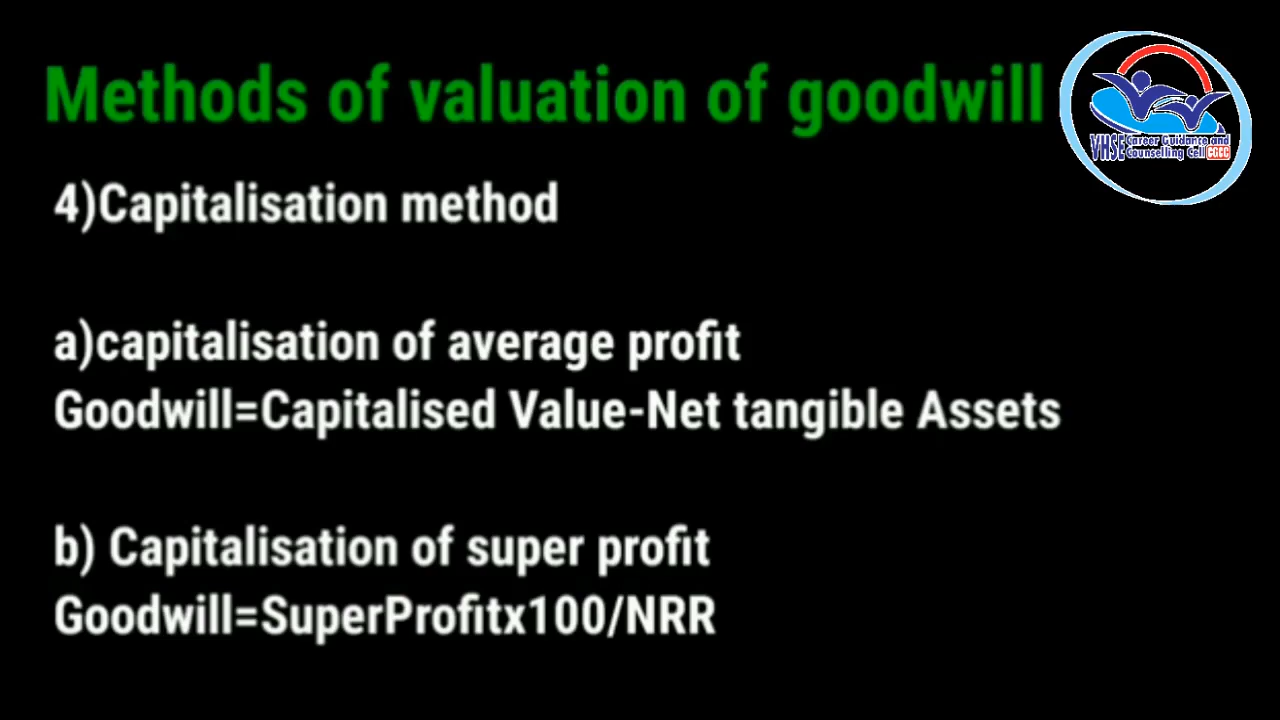 Methods of valuation of goodwill
VHSE Career Guidance and
Counselling Cell CGCC
4)Capitalisation method
a)capitalisation of average profit
Goodwill=Capitalised Value-Net tangible Assets
b) Capitalisation of super profit
Goodwill=SuperProfitx100/NRR